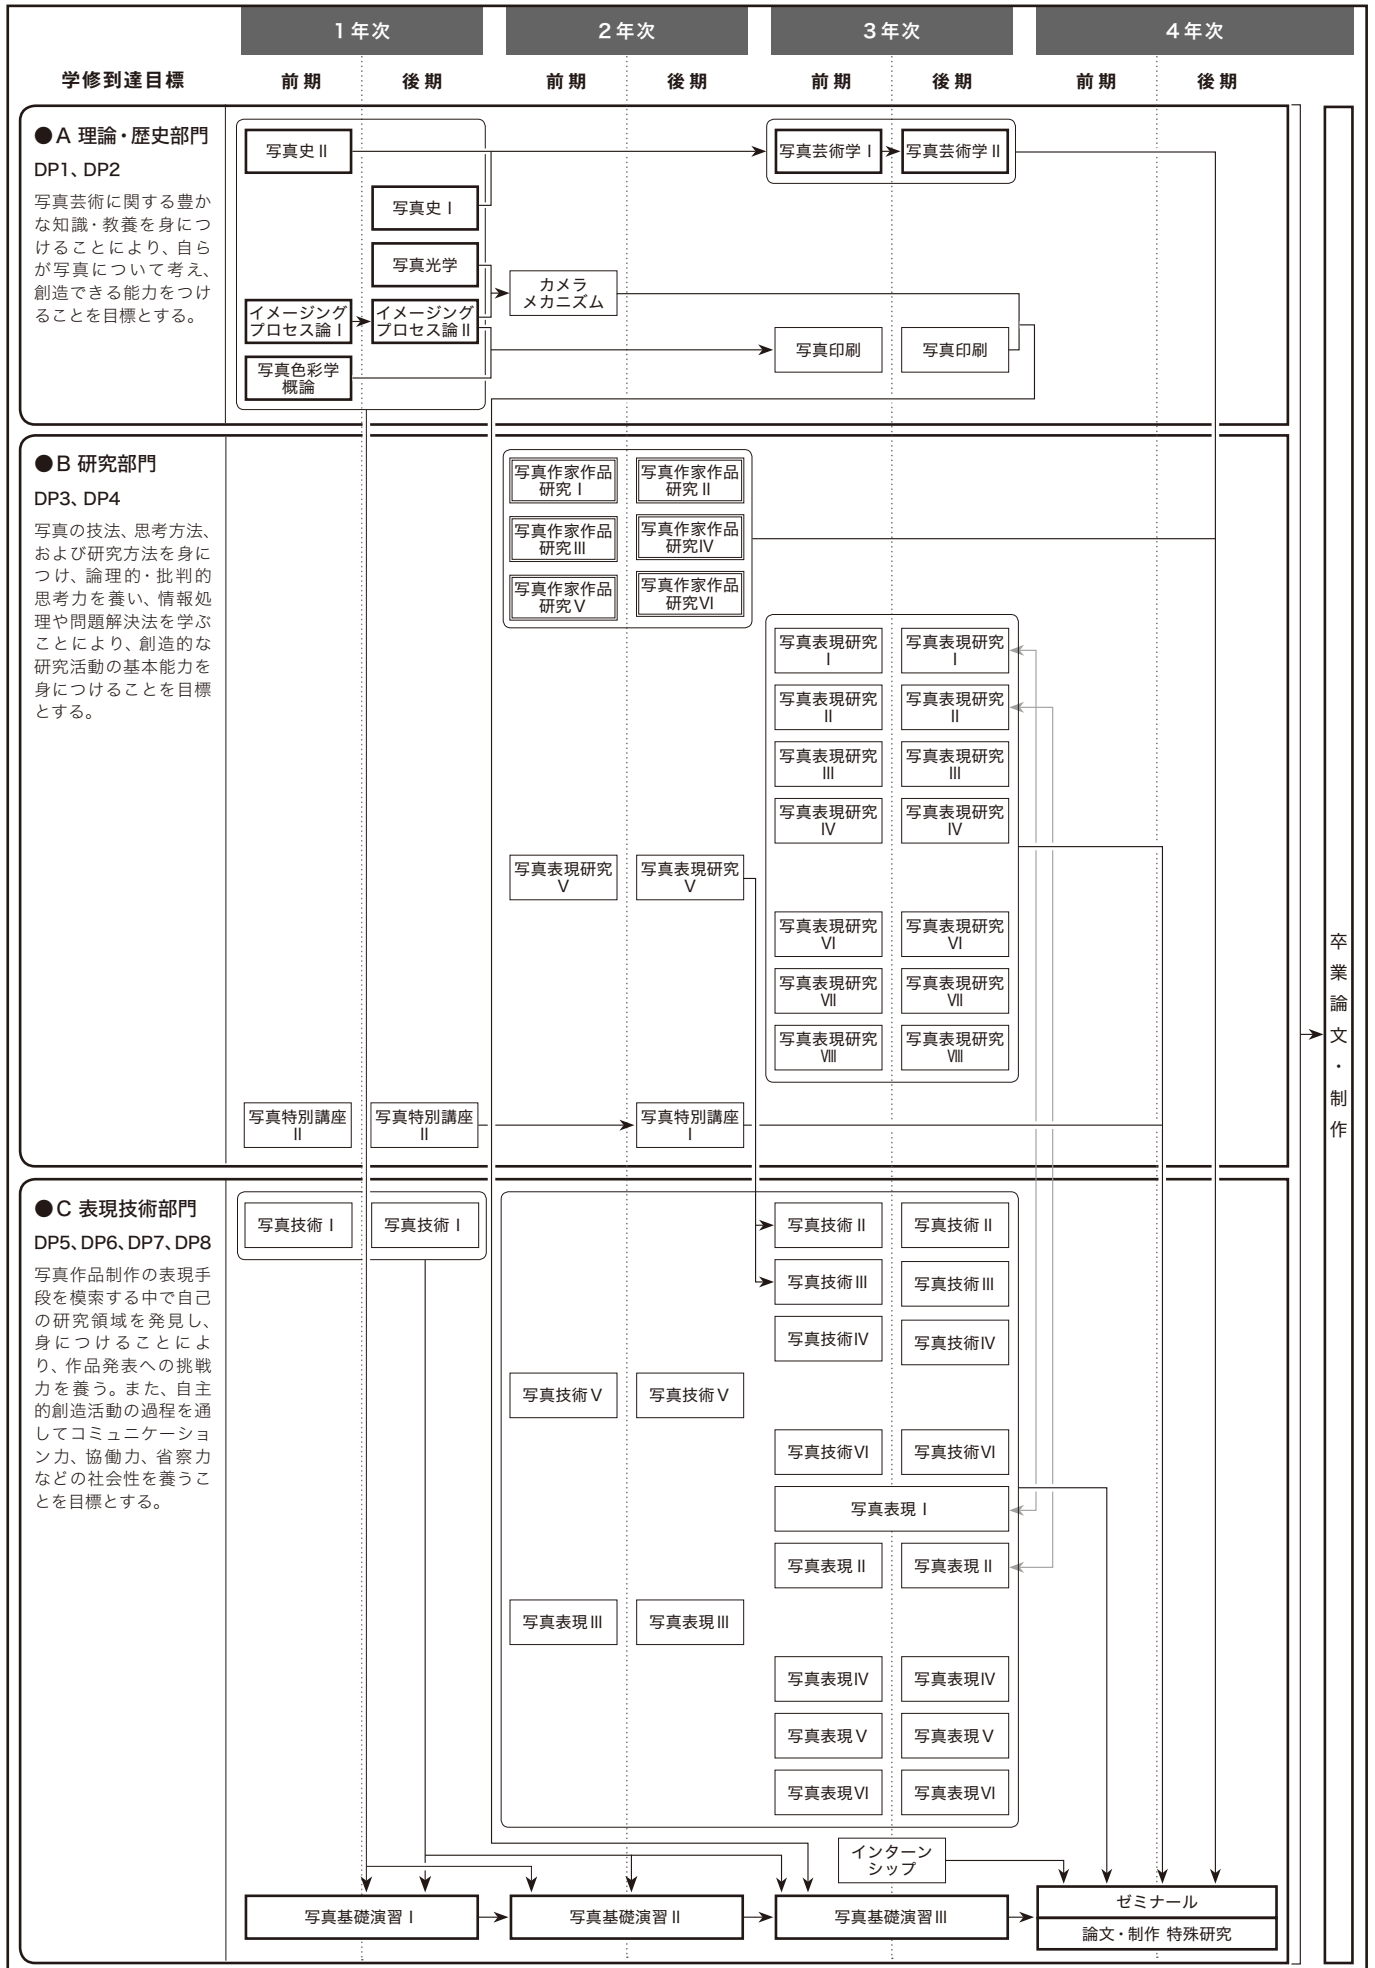 1年次
2年次
3年次
4年次
学修到達目標
前期
後期
前期
後期
前期
後期
前期
後期
●A 理論・歴史部門
DP1、DP2
写真芸術に関する豊か
な知識・教養を身につ
けることにより、自ら
が写真について考え、
創造できる能力をつけ
ることを目標とする。
写真史Ⅱ
写真芸術学Ⅰ
写真芸術学Ⅱ
写真史Ⅰ
写真光学
カメラ
メカニズム
イメージング
プロセス論Ⅰ
イメージング
プロセス論Ⅱ
写真印刷
写真印刷
写真色彩学
概論
●B 研究部門
DP3、DP4
写真の技法、思考方法、
および研究方法を身に
つけ、論理的・批判的
思考力を養い、情報処
理や問題解決法を学ぶ
ことにより、創造的な
研究活動の基本能力を
身につけることを目標
とする。
写真作家作品
研究Ⅰ
写真作家作品
研究Ⅱ
写真作家作品
研究Ⅲ
写真作家作品
研究Ⅳ
写真作家作品
研究Ⅴ
写真作家作品
研究Ⅵ
写真表現研究
Ⅰ
写真表現研究
Ⅰ
写真表現研究
Ⅱ
写真表現研究
Ⅱ
写真表現研究
Ⅲ
写真表現研究
Ⅲ
写真表現研究
Ⅳ
写真表現研究
Ⅳ
写真表現研究
Ⅴ
写真表現研究
Ⅴ
写真表現研究
Ⅵ
写真表現研究
Ⅵ
写真表現研究
Ⅶ
写真表現研究
Ⅶ
写真表現研究
Ⅷ
写真表現研究
Ⅷ
写真特別講座
Ⅱ
写真特別講座
Ⅱ
写真特別講座
Ⅰ
●C 表現技術部門
DP5、DP6、DP7、DP8
写真作品制作の表現手
段を模索する中で自己
の研究領域を発見し、
身につけることによ
り、作品発表への挑戦
力を養う。また、自主
的創造活動の過程を通
してコミュニケーショ
ン力、協働力、省察力
などの社会性を養うこ
とを目標とする。
写真技術Ⅰ
写真技術Ⅰ
写真技術Ⅱ
写真技術Ⅱ
写真技術Ⅲ
写真技術Ⅲ
写真技術Ⅳ
写真技術Ⅳ
写真技術Ⅴ
写真技術Ⅴ
写真技術Ⅵ
写真技術Ⅵ
写真表現Ⅰ
写真表現Ⅱ
写真表現Ⅱ
写真表現Ⅲ
写真表現Ⅲ
写真表現Ⅳ
写真表現Ⅳ
写真表現Ⅴ
写真表現Ⅴ
写真表現Ⅵ
写真表現Ⅵ
インターン
シップ
写真基礎演習Ⅰ
写真基礎演習Ⅱ
写真基礎演習Ⅲ
ゼミナール
論文・制作 特殊研究
卒業論文・制作